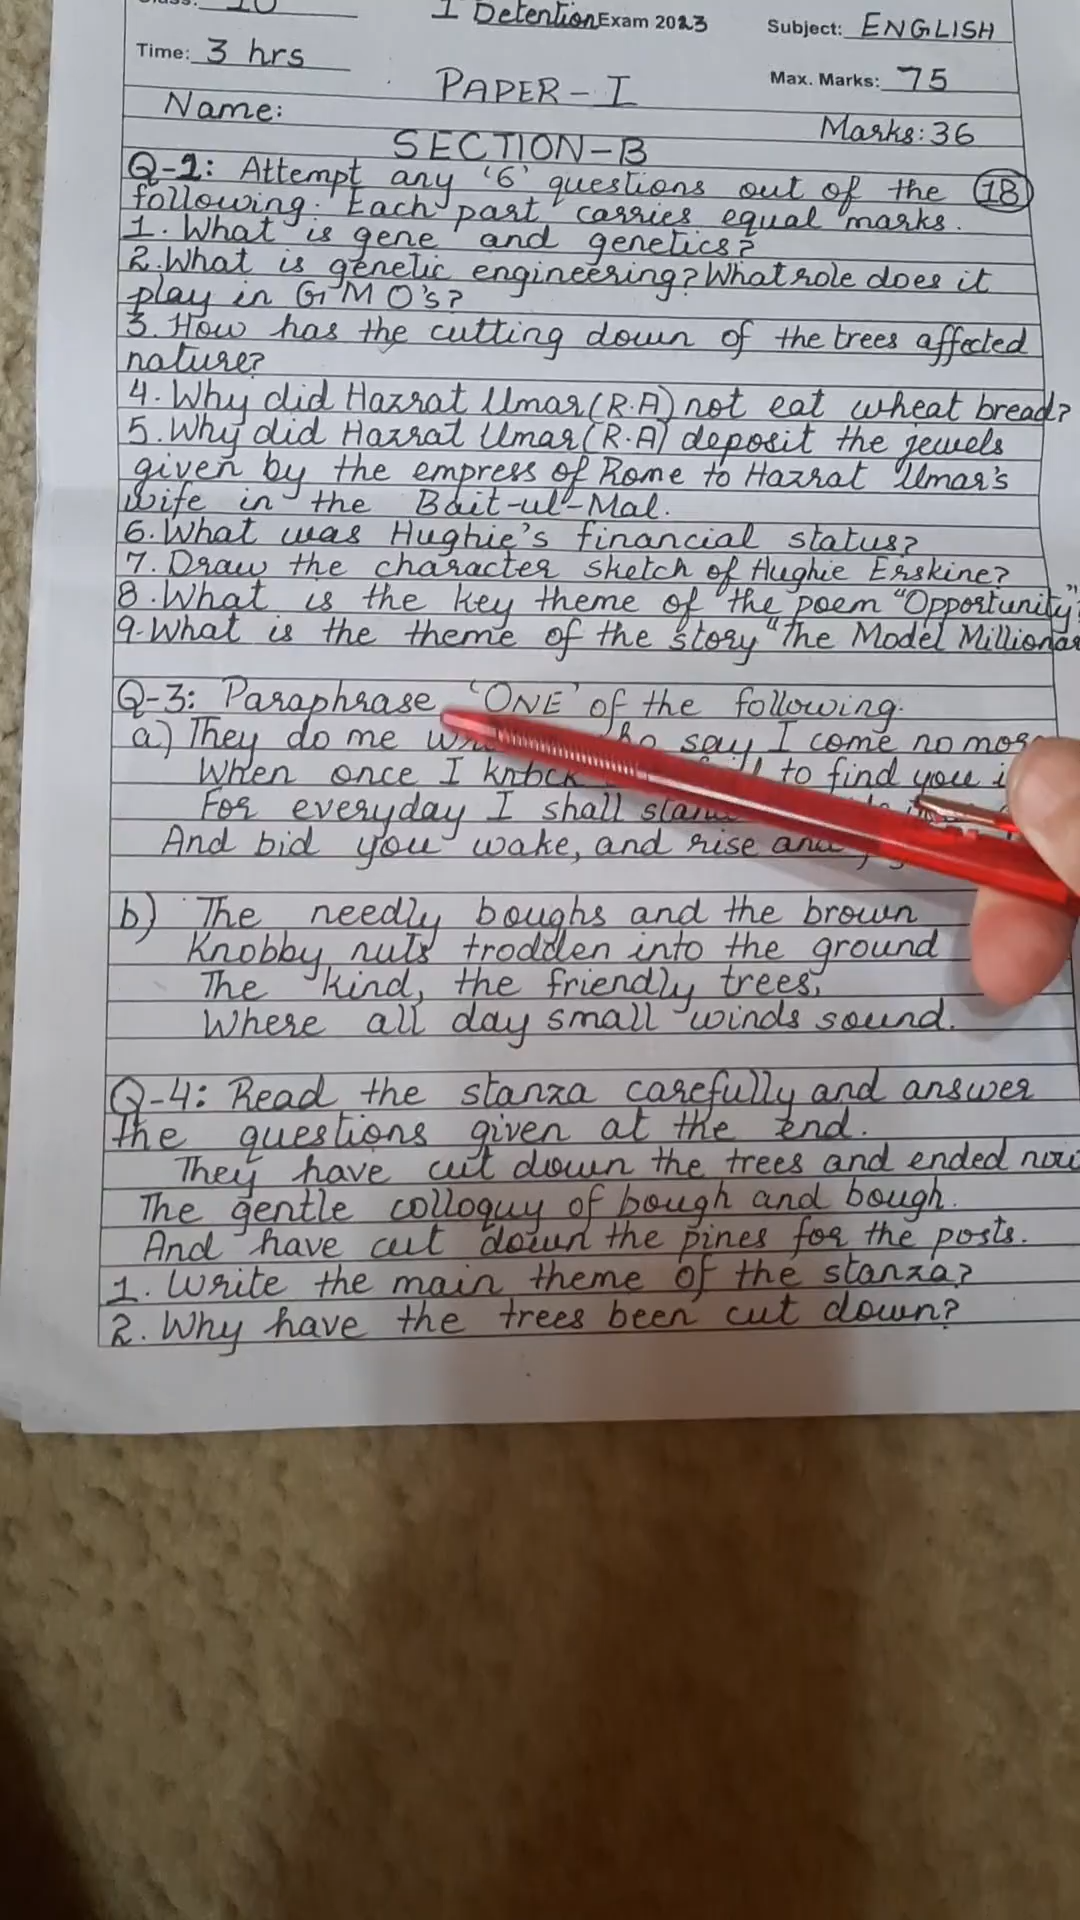 10
I Detention Exam 2023
Subject: ENGLISH
Time: 3 hrs
PAPER-I
Max. Marks: 75
Name:
Marks: 36
SECTION-B
Q-2: Attempt any '6' questions out of the 18
following. Each part carries equal marks.
1. What is gene and genetics?
2. What is genetic engineering? What role does it
play in GMO's?
3. How has the cutting down of the trees affected
nature?
4. Why did Hazrat Umar (R.A) not eat wheat bread?
5. Why did Hazrat Umar (R.A) deposit the jewels
given by the empress of Rome to Hazrat Umar's
wife in the Bait-ul-Mal.
6. What was Hughie's financial status?
7. Draw the character sketch of Hughie Erskine?
8. What is the key theme of the poem "Opportunity"?
9. What is the theme of the story "The Model Millionar
Q-3: Paraphrase 'ONE' of the following.
a) They do me say I come no more
When once I knock to find you i
For everyday I shall
And bid you wake, and rise and
b) The needly boughs and the brown
Knobby nuts trodden into the ground
The kind, the friendly trees,
Where all day small winds sound.
Q-4: Read the stanza carefully and answer
the questions given at the end.
They have cut down the trees and ended now
The gentle colloquy of bough and bough.
And have cut down the pines for the posts.
1. Write the main theme of the stanza?
2. Why have the trees been cut down?